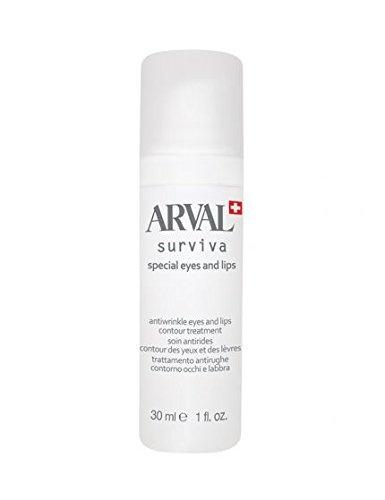 ARVAL
surviva
special eyes and lips
antiwrinkle eyes and lips
contour treatment
soin antirides
contour des yeux et des lèvres
trattamento antirughe
contorno occhi e labbra
30 ml ℮ 1 fl. oz.